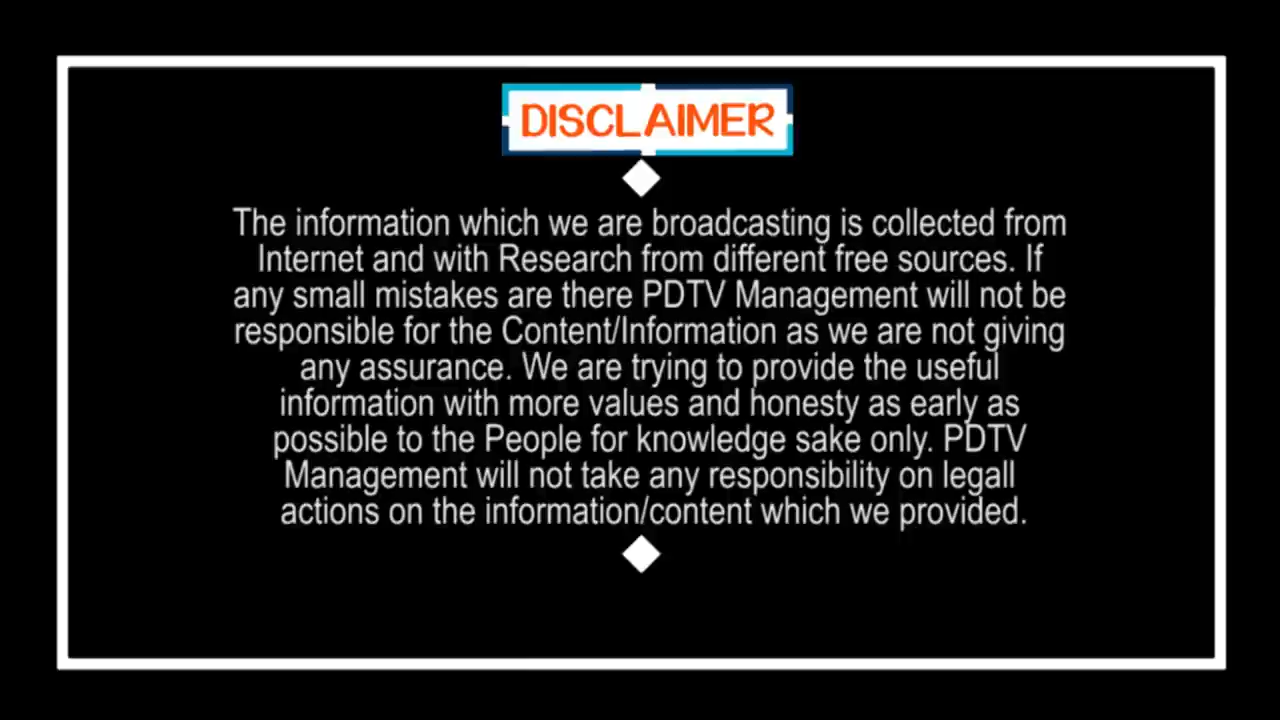 DISCLAIMER
The information which we are broadcasting is collected from
Internet and with Research from different free sources. If
any small mistakes are there PDTV Management will not be
responsible for the Content/Information as we are not giving
any assurance. We are trying to provide the useful
information with more values and honesty as early as
possible to the People for knowledge sake only. PDTV
Management will not take any responsibility on legall
actions on the information/content which we provided.